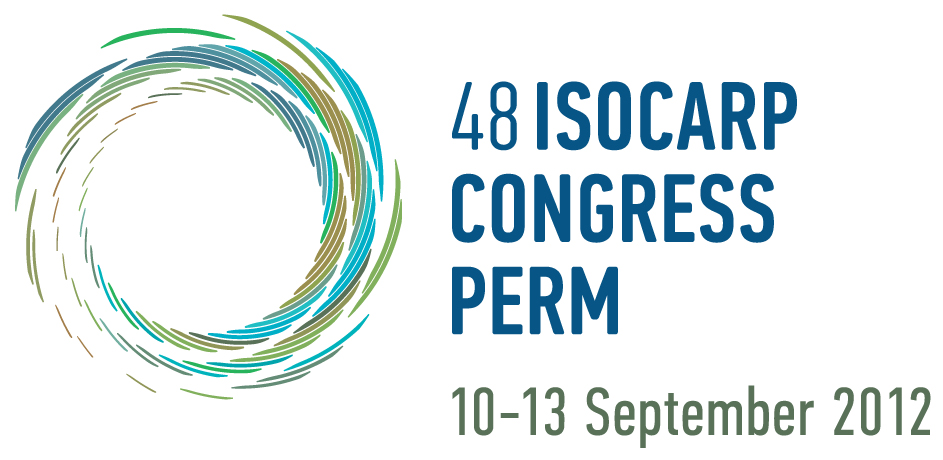 48 ISOCARP
CONGRESS
PERM
10-13 September 2012